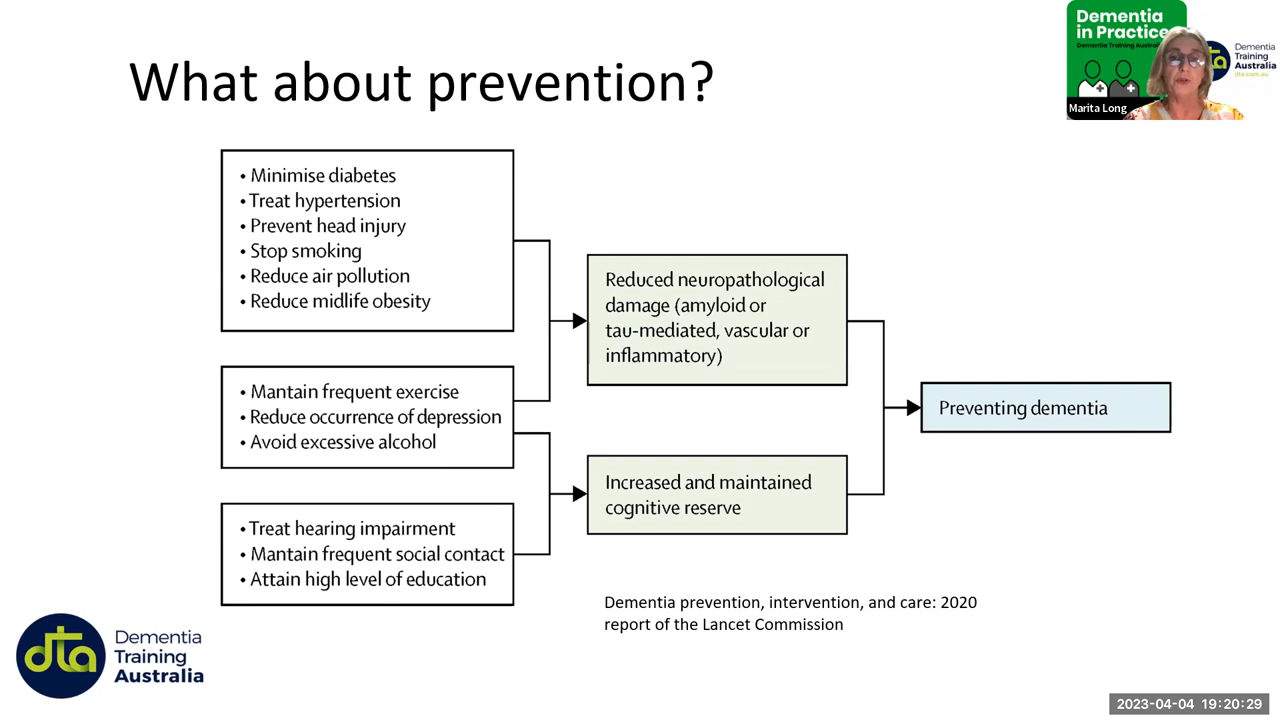 What about prevention?
Dementia
in Practice
Dementia Training
Marita Long
Dementia
Training
Australia
dta.com.au
• Minimise diabetes
• Treat hypertension
• Prevent head injury
• Stop smoking
• Reduce air pollution
• Reduce midlife obesity
• Mantain frequent exercise
• Reduce occurrence of depression
• Avoid excessive alcohol
• Treat hearing impairment
• Mantain frequent social contact
• Attain high level of education
Reduced neuropathological
damage (amyloid or
tau-mediated, vascular or
inflammatory)
Increased and maintained
cognitive reserve
Preventing dementia
Dementia prevention, intervention, and care: 2020
report of the Lancet Commission
dta
Dementia
Training
Australia
2023-04-04 19:20:29